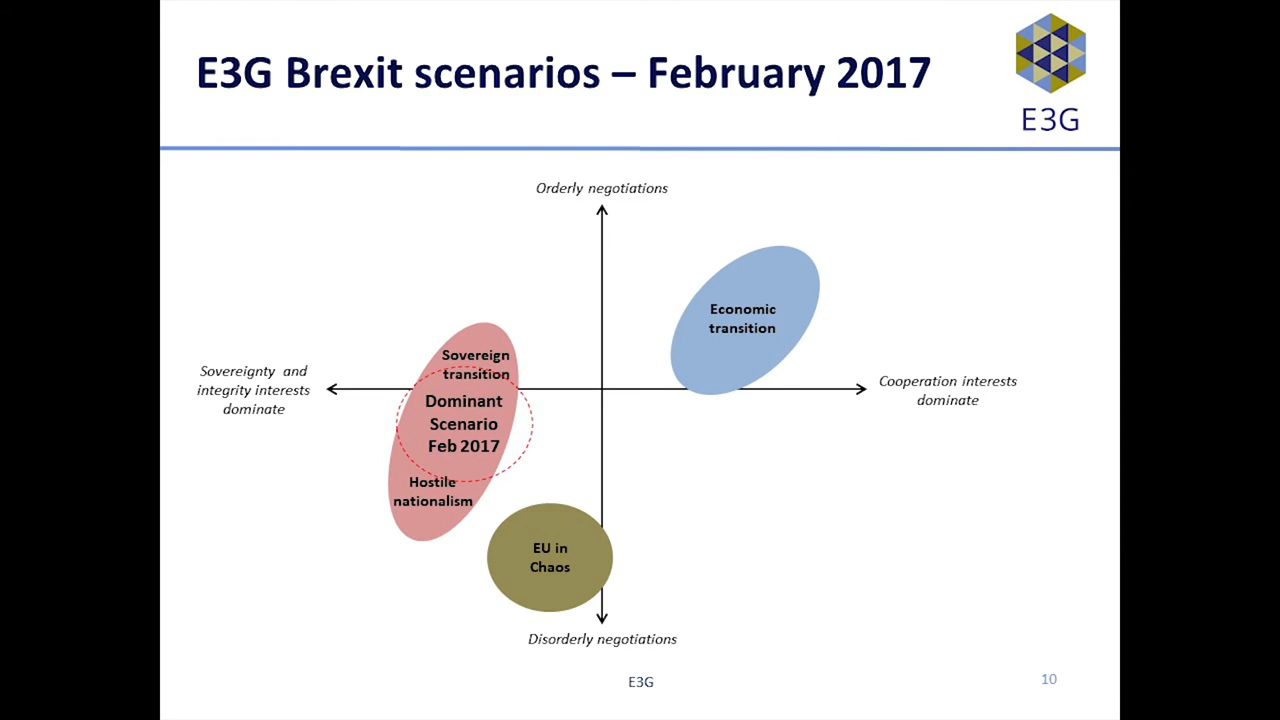 E3G Brexit scenarios – February 2017
E3G
Orderly negotiations
Economic
transition
Sovereign
transition
Sovereignty and
integrity interests
dominate
Cooperation interests
dominate
Dominant
Scenario
Feb 2017
Hostile
nationalism
EU in
Chaos
Disorderly negotiations
E3G
10